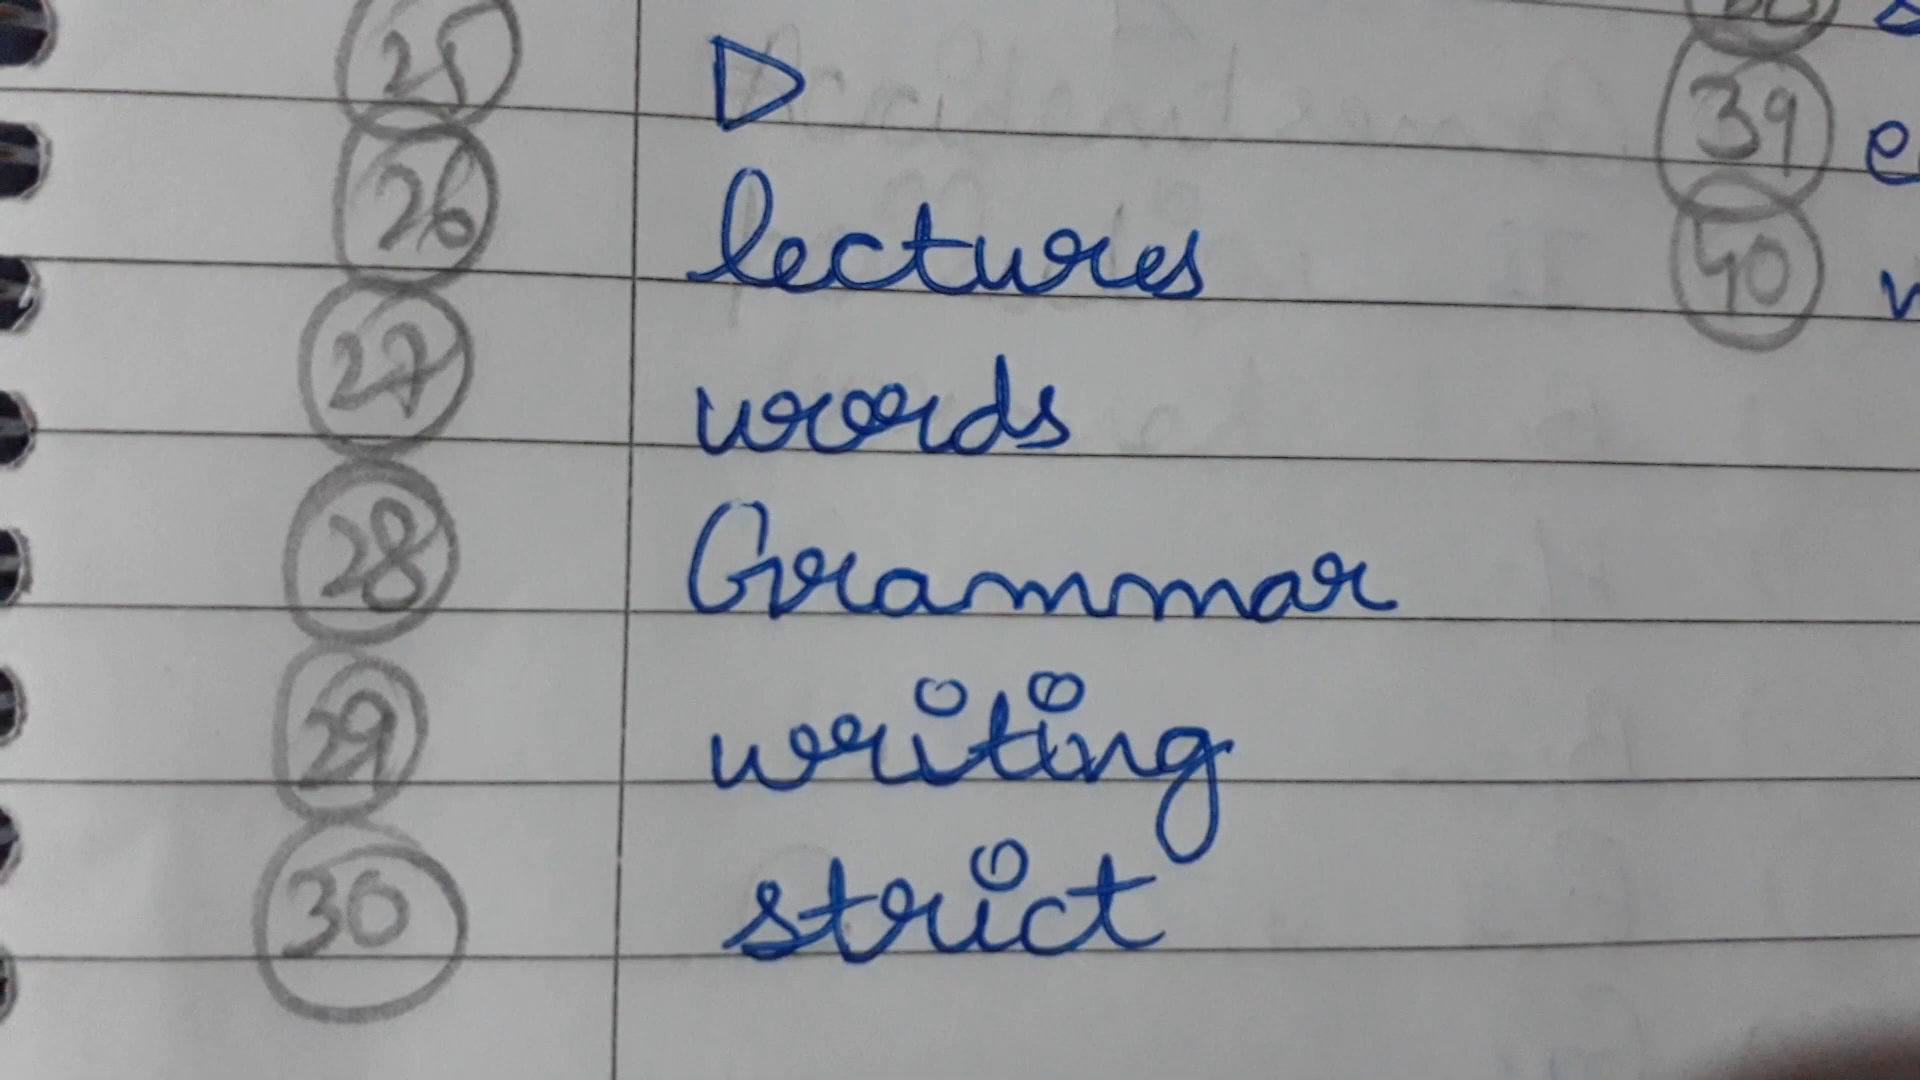 25 D
26 lectures
27 words
28 Grammar
29 writing
30 strict
39
40